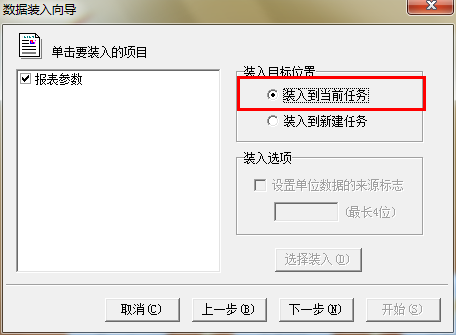 数据装入向导
单击要装入的项目
报表参数
装入目标位置
装入到当前任务
装入到新建任务
装入选项
设置单位数据的来源标志
(最长4位)
选择装入(D)
取消(C)
上一步(B)
下一步(N)
开始(S)